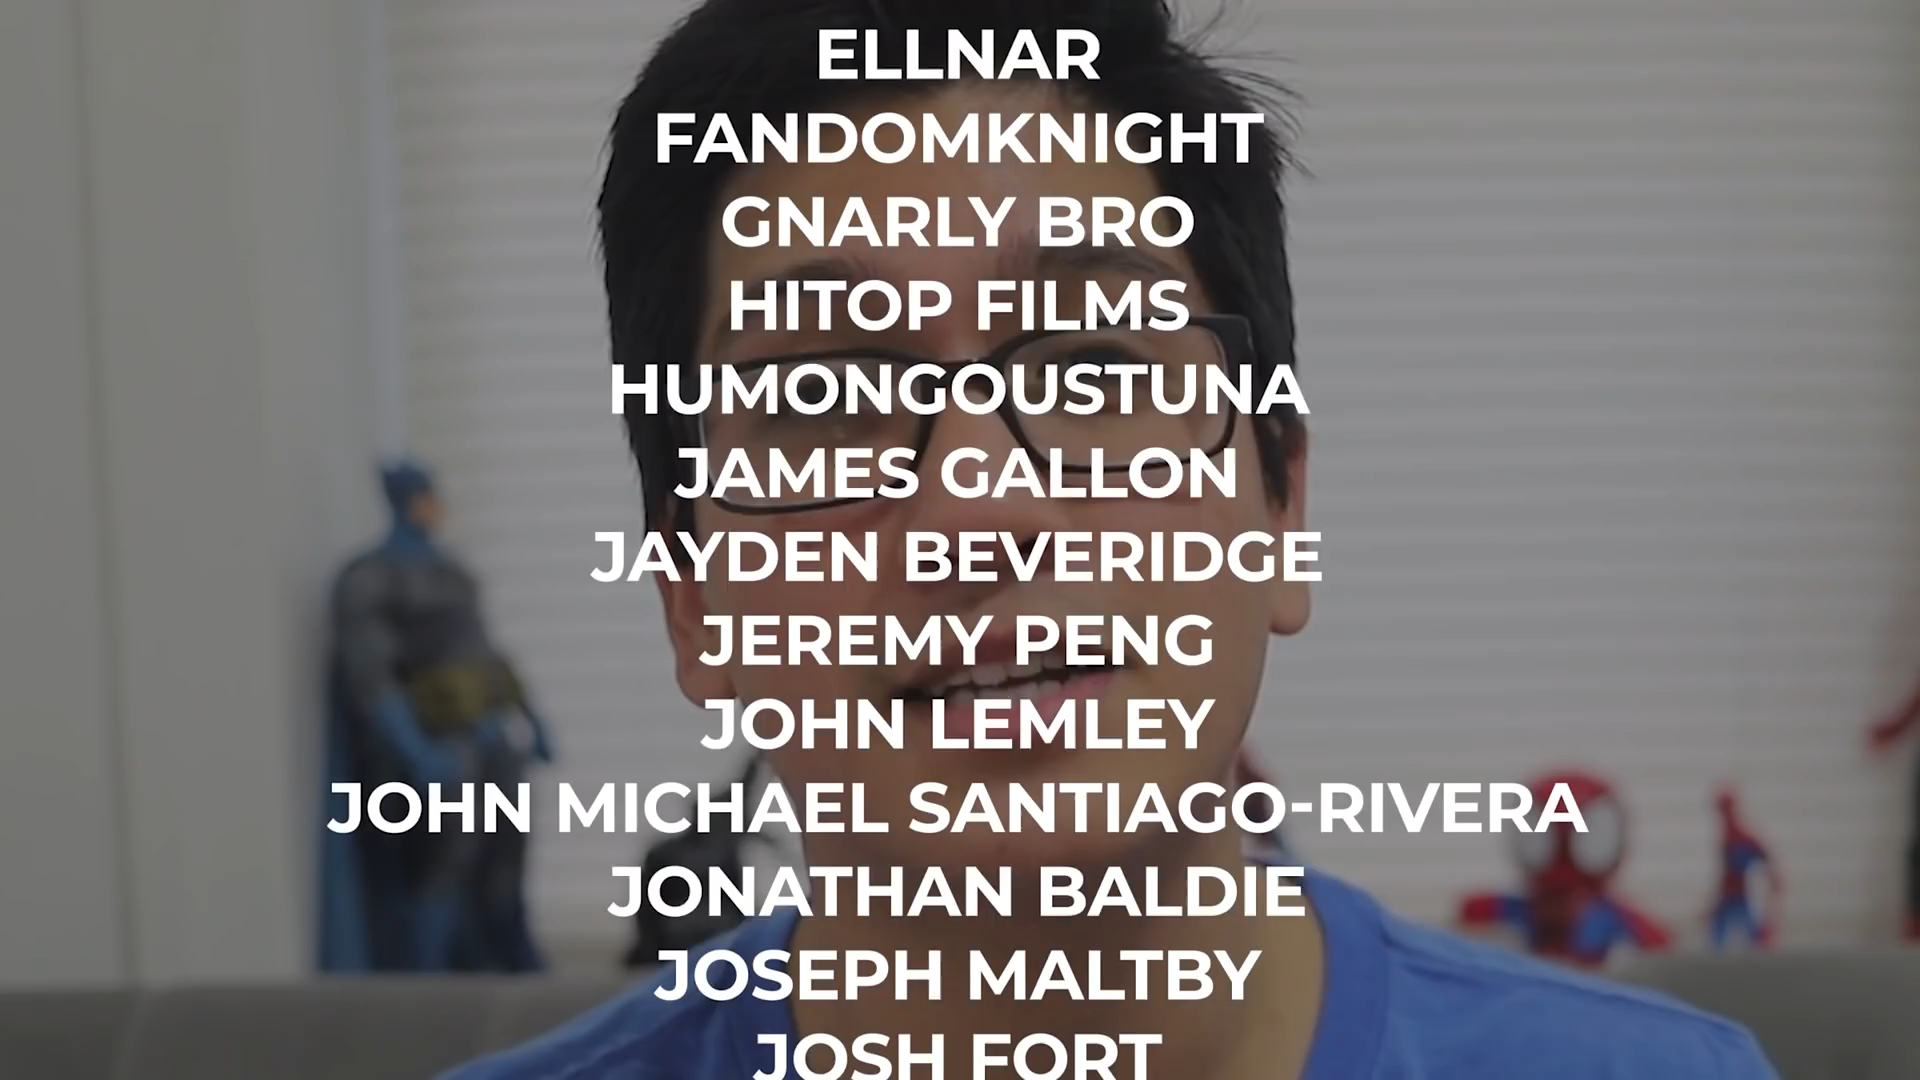 ELLNAR
FANDOMKNIGHT
GNARLY BRO
HITOP FILMS
HUMONGOUSTUNA
JAMES GALLON
JAYDEN BEVERIDGE
JEREMY PENG
JOHN LEMLEY
JOHN MICHAEL SANTIAGO-RIVERA
JONATHAN BALDIE
JOSEPH MALTBY
JOSH FORT